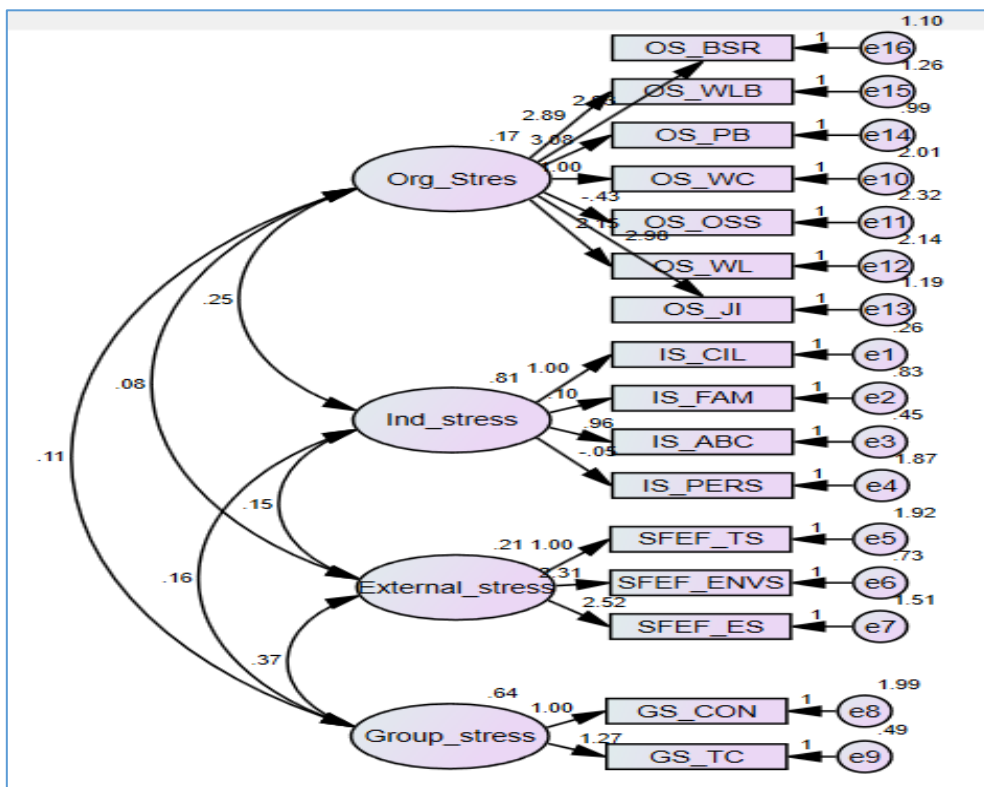 1.10
OS_BSR 1 e16
1.26
OS_WLB 1 e15
2.89
.99
.17 3.08 OS_PB 1 e14
2.01
Org_Stres 1.00 OS_WC 1 e10
2.32
-.43
OS_OSS 1 e11
2.15 2.98
2.14
OS_WL 1 e12
1.19
.25
OS_JI 1 e13
.26
IS_CIL 1 e1
.81 1.00
.83
.08
.10 IS_FAM 1 e2
.45
Ind_stress .96 IS_ABC 1 e3
-.05
1.87
.11
IS_PERS 1 e4
.15
1.92
SFEF_TS 1 e5
.21 1.00
.73
.16
External_stress 2.31 SFEF_ENVS 1 e6
1.51
2.52
SFEF_ES 1 e7
.37
1.99
.64
1.00 GS_CON 1 e8
.49
Group_stress 1.27 GS_TC 1 e9